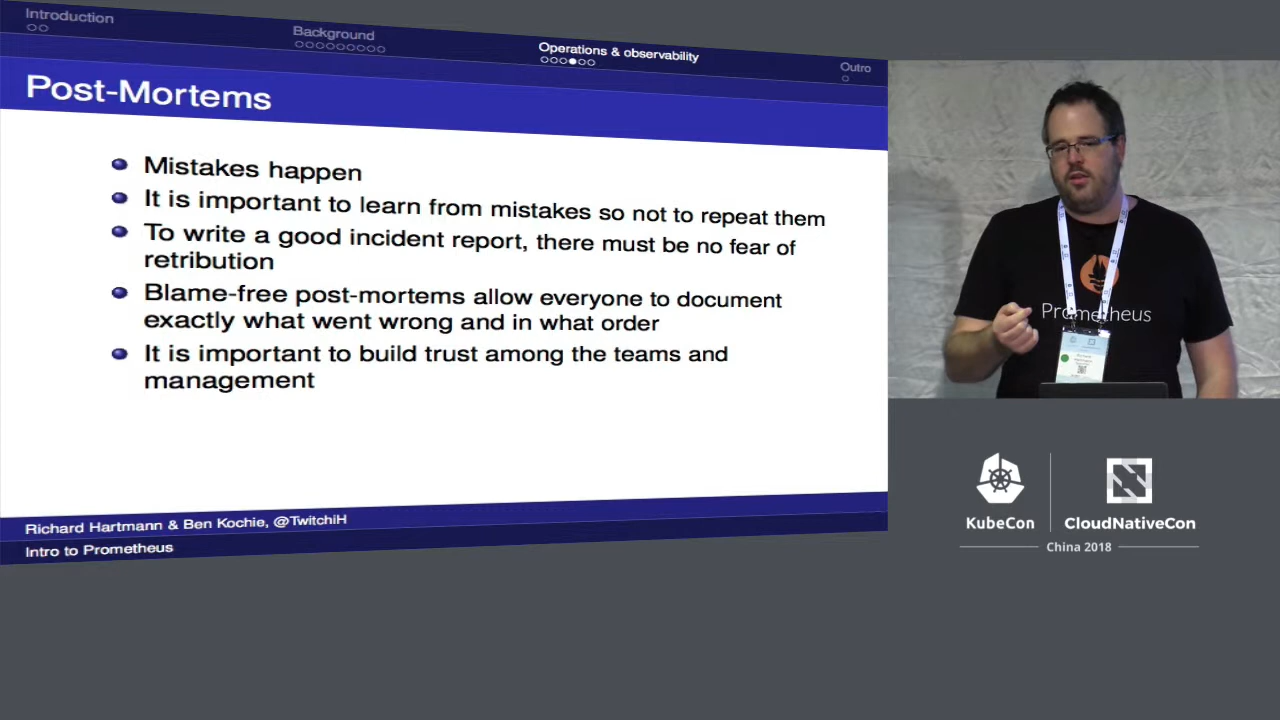 Introduction
Background
Operations & observability
Outro
Post-Mortems
Mistakes happen
It is important to learn from mistakes so not to repeat them
To write a good incident report, there must be no fear of
retribution
Blame-free post-mortems allow everyone to document
exactly what went wrong and in what order
It is important to build trust among the teams and
management
Richard Hartmann & Ben Kochie, @TwitchiH
Intro to Prometheus
Prometheus
KubeCon
CloudNativeCon
China 2018